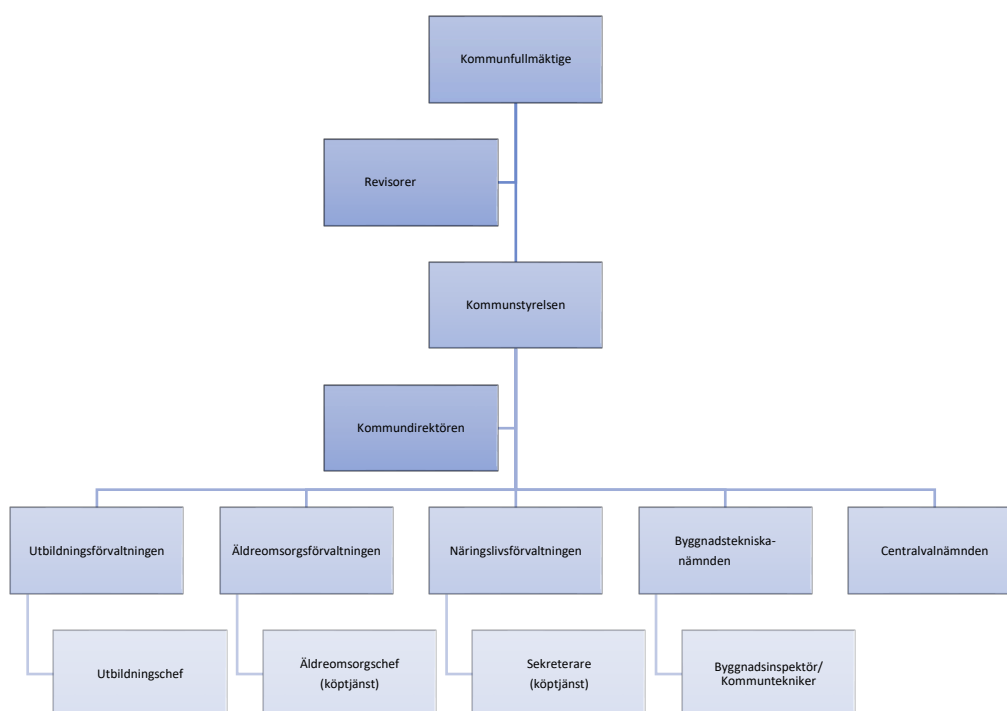 Kommunfullmäktige
Revisorer
Kommunstyrelsen
Kommundirektören
Utbildningsförvaltningen
Äldreomsorgsförvaltningen
Näringslivsförvaltningen
Byggnadstekniska-
nämnden
Centralvalnämnden
Utbildningschef
Äldreomsorgschef
(köptjänst)
Sekreterare
(köptjänst)
Byggnadsinspektör/
Kommuntekniker